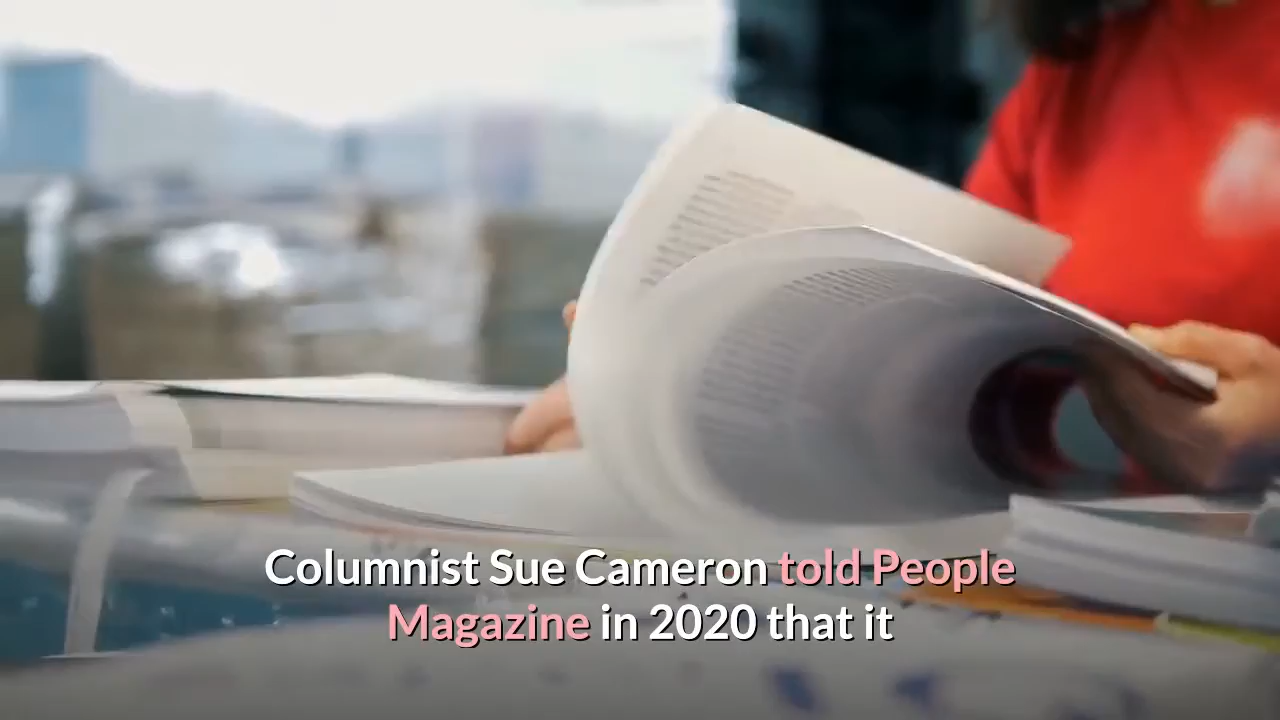 Columnist Sue Cameron told People
Magazine in 2020 that it